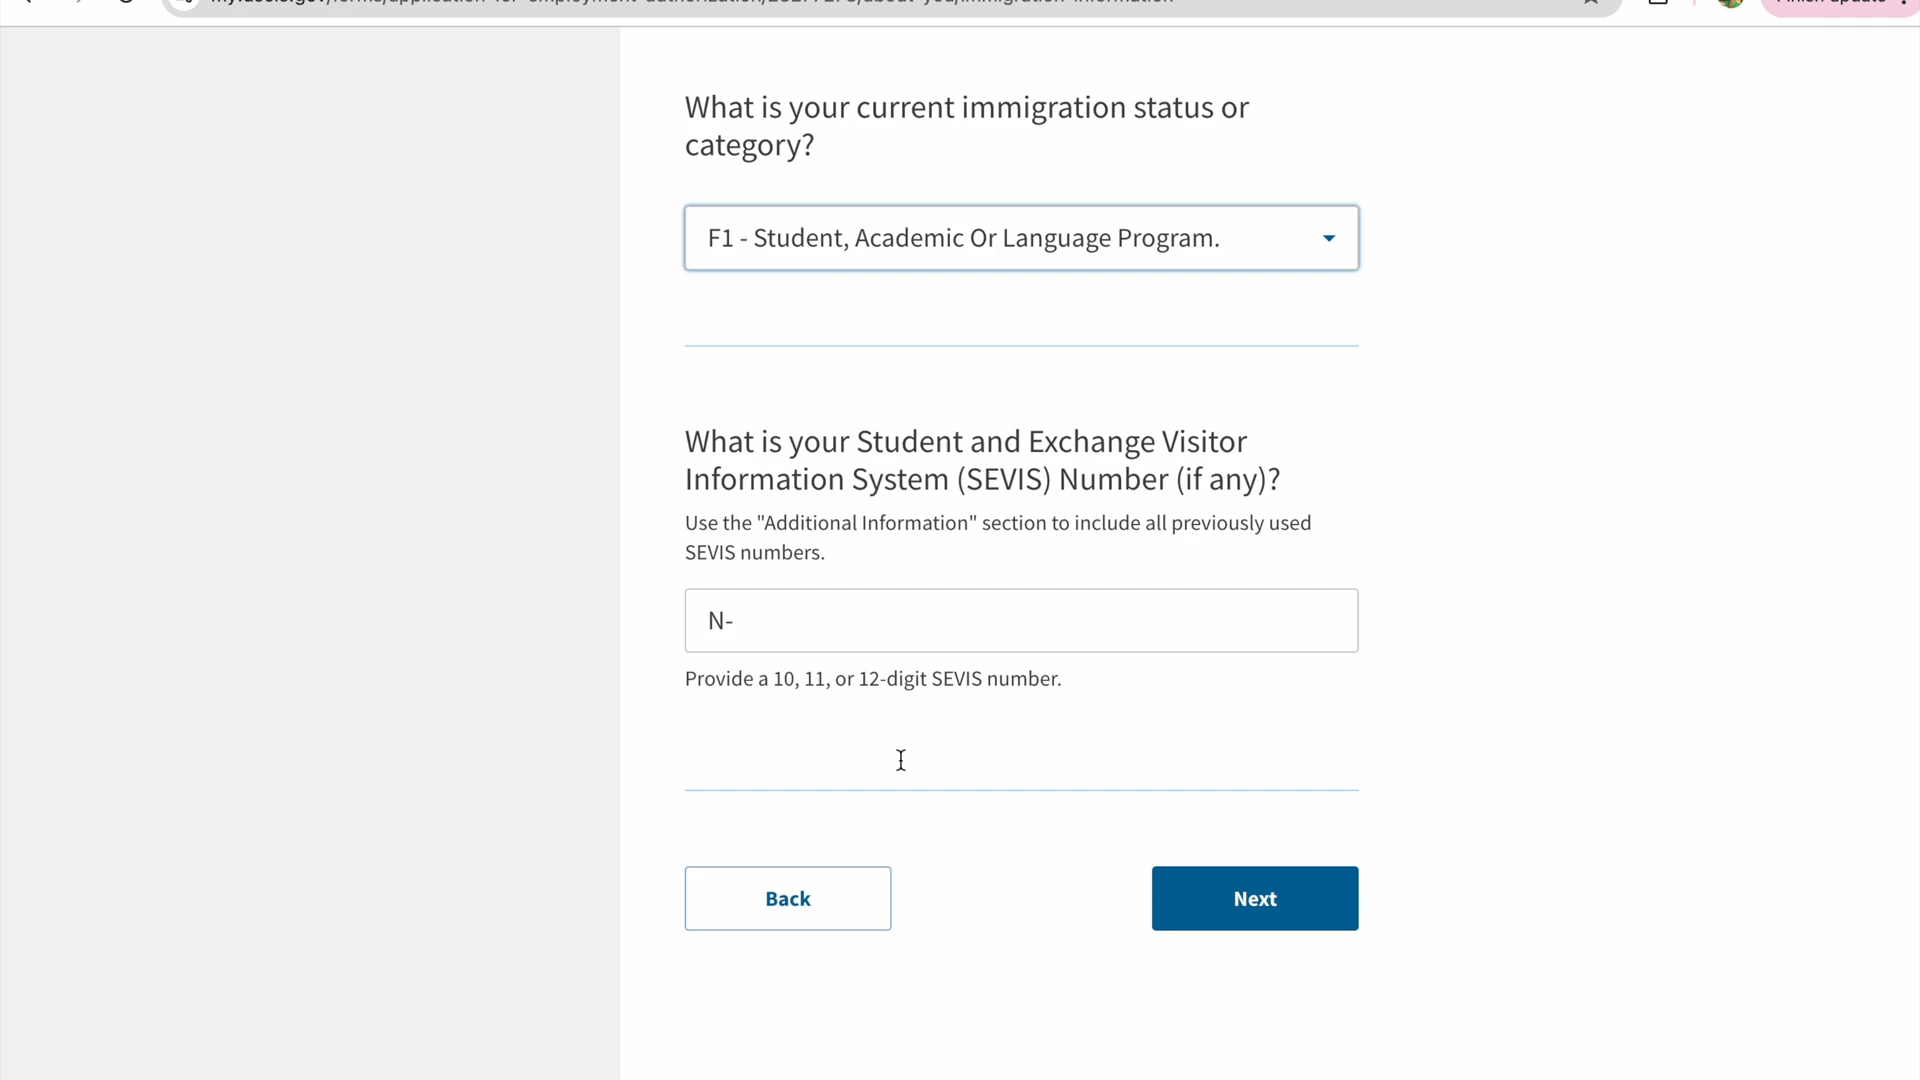 What is your current immigration status or
category?
F1 - Student, Academic Or Language Program.
What is your Student and Exchange Visitor
Information System (SEVIS) Number (if any)?
Use the "Additional Information" section to include all previously used
SEVIS numbers.
N-
Provide a 10, 11, or 12-digit SEVIS number.
Back
Next